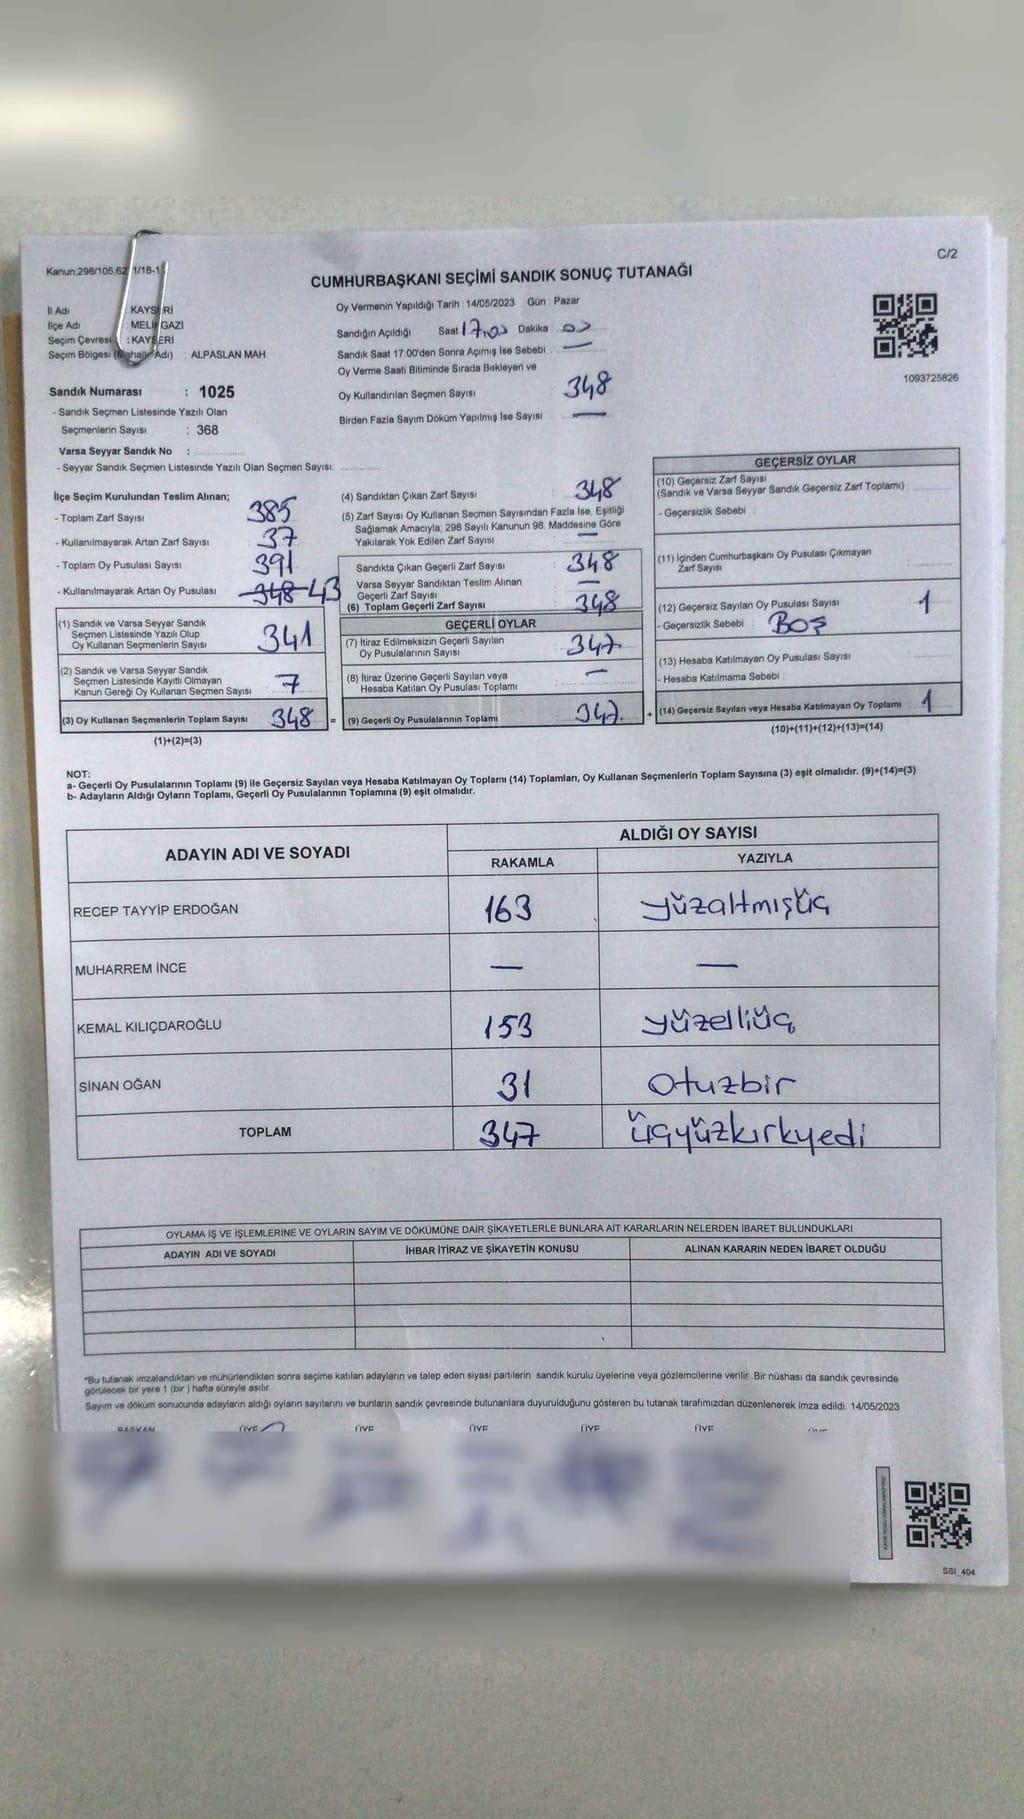 C/2
Kanun:298/105,62 1/18-1
CUMHURBAŞKANI SEÇİMİ SANDIK SONUÇ TUTANAĞI
İl Adı : KAYSERİ
İlçe Adı : MELİKGAZİ
Seçim Çevresi : KAYSERİ
Seçim Bölgesi (Mahalle Adı) : ALPASLAN MAH
Oy Vermenin Yapıldığı Tarih : 14/05/2023 Gün : Pazar
Sandığın Açıldığı Saat 17.00 Dakika : 00
Sandık Saat 17.00'den Sonra Açımış İse Sebebi : —
Oy Verme Saati Bitiminde Sırada Bekleyen ve
Oy Kullandırılan Seçmen Sayısı : 348
Birden Fazla Sayım Döküm Yapılmış İse Sayısı : —
1093725826
Sandık Numarası : 1025
- Sandık Seçmen Listesinde Yazılı Olan
Seçmenlerin Sayısı : 368
Varsa Seyyar Sandık No :
- Seyyar Sandık Seçmen Listesinde Yazılı Olan Seçmen Sayısı:
İlçe Seçim Kurulundan Teslim Alınan;
- Toplam Zarf Sayısı : 385
- Kullanılmayarak Artan Zarf Sayısı : 37
- Toplam Oy Pusulası Sayısı : 391
- Kullanılmayarak Artan Oy Pusulası : 348 43
(1) Sandık ve Varsa Seyyar Sandık
Seçmen Listesinde Yazılı Olup
Oy Kullanan Seçmenlerin Sayısı : 341
(2) Sandık ve Varsa Seyyar Sandık
Seçmen Listesinde Kayıtlı Olmayan
Kanun Gereği Oy Kullanan Seçmen Sayısı : 7
(3) Oy Kullanan Seçmenlerin Toplam Sayısı : 348 =
(1)+(2)=(3)
(4) Sandıktan Çıkan Zarf Sayısı : 348
(5) Zarf Sayısı Oy Kullanan Seçmen Sayısından Fazla İse, Eşitliği
Sağlamak Amacıyla; 298 Sayılı Kanunun 98. Maddesine Göre
Yakılarak Yok Edilen Zarf Sayısı : —
Sandıkta Çıkan Geçerli Zarf Sayısı : 348
Varsa Seyyar Sandıktan Teslim Alınan
Geçerli Zarf Sayısı : —
(6) Toplam Geçerli Zarf Sayısı : 348
GEÇERLİ OYLAR
(7) İtiraz Edilmeksizin Geçerli Sayılan
Oy Pusulalarının Sayısı : 347
(8) İtiraz Üzerine Geçerli Sayılan veya
Hesaba Katılan Oy Pusulası Toplamı : —
(9) Geçerli Oy Pusulalarının Toplamı : 347 +
GEÇERSİZ OYLAR
(10) Geçersiz Zarf Sayısı
(Sandık ve Varsa Seyyar Sandık Geçersiz Zarf Toplamı) :
- Geçersizlik Sebebi :
(11) İçinden Cumhurbaşkanı Oy Pusulası Çıkmayan
Zarf Sayısı :
(12) Geçersiz Sayılan Oy Pusulası Sayısı : 1
- Geçersizlik Sebebi : BOŞ
(13) Hesaba Katılmayan Oy Pusulası Sayısı :
- Hesaba Katılmama Sebebi :
(14) Geçersiz Sayılan veya Hesaba Katılmayan Oy Toplamı : 1
(10)+(11)+(12)+(13)=(14)
NOT:
a- Geçerli Oy Pusulalarının Toplamı (9) ile Geçersiz Sayılan veya Hesaba Katılmayan Oy Toplamı (14) Toplamları, Oy Kullanan Seçmenlerin Toplam Sayısına (3) eşit olmalıdır. (9)+(14)=(3)
b- Adayların Aldığı Oyların Toplamı, Geçerli Oy Pusulalarının Toplamına (9) eşit olmalıdır.
ADAYIN ADI VE SOYADI ALDIĞI OY SAYISI
RAKAMLA YAZIYLA
RECEP TAYYİP ERDOĞAN 163 yüzaltmışüç
MUHARREM İNCE — —
KEMAL KILIÇDAROĞLU 153 yüzelliüç
SİNAN OĞAN 31 otuzbir
TOPLAM 347 üçyüzkırkyedi
OYLAMA İŞ VE İŞLEMLERİNE VE OYLARIN SAYIM VE DÖKÜMÜNE DAİR ŞİKAYETLERLE BUNLARA AİT KARARLARIN NELERDEN İBARET BULUNDUKLARI
ADAYIN ADI VE SOYADI İHBAR İTİRAZ VE ŞİKAYETİN KONUSU ALINAN KARARIN NEDEN İBARET OLDUĞU
*Bu tutanak imzalandıktan ve mühürlendikten sonra seçime katılan adayların ve talep eden siyasi partilerin sandık kurulu üyelerine veya gözlemcilerine verilir. Bir nüshası da sandık çevresinde
görülecek bir yere 1 (bir) hafta süreyle asılır.
Sayım ve döküm sonucunda adayların aldığı oyların sayılarını ve bunların sandık çevresinde bulunanlara duyurulduğunu gösteren bu tutanak tarafımızdan düzenlenerek imza edildi. 14/05/2023
BAŞKAN ÜYE ÜYE ÜYE ÜYE ÜYE
SSI_404